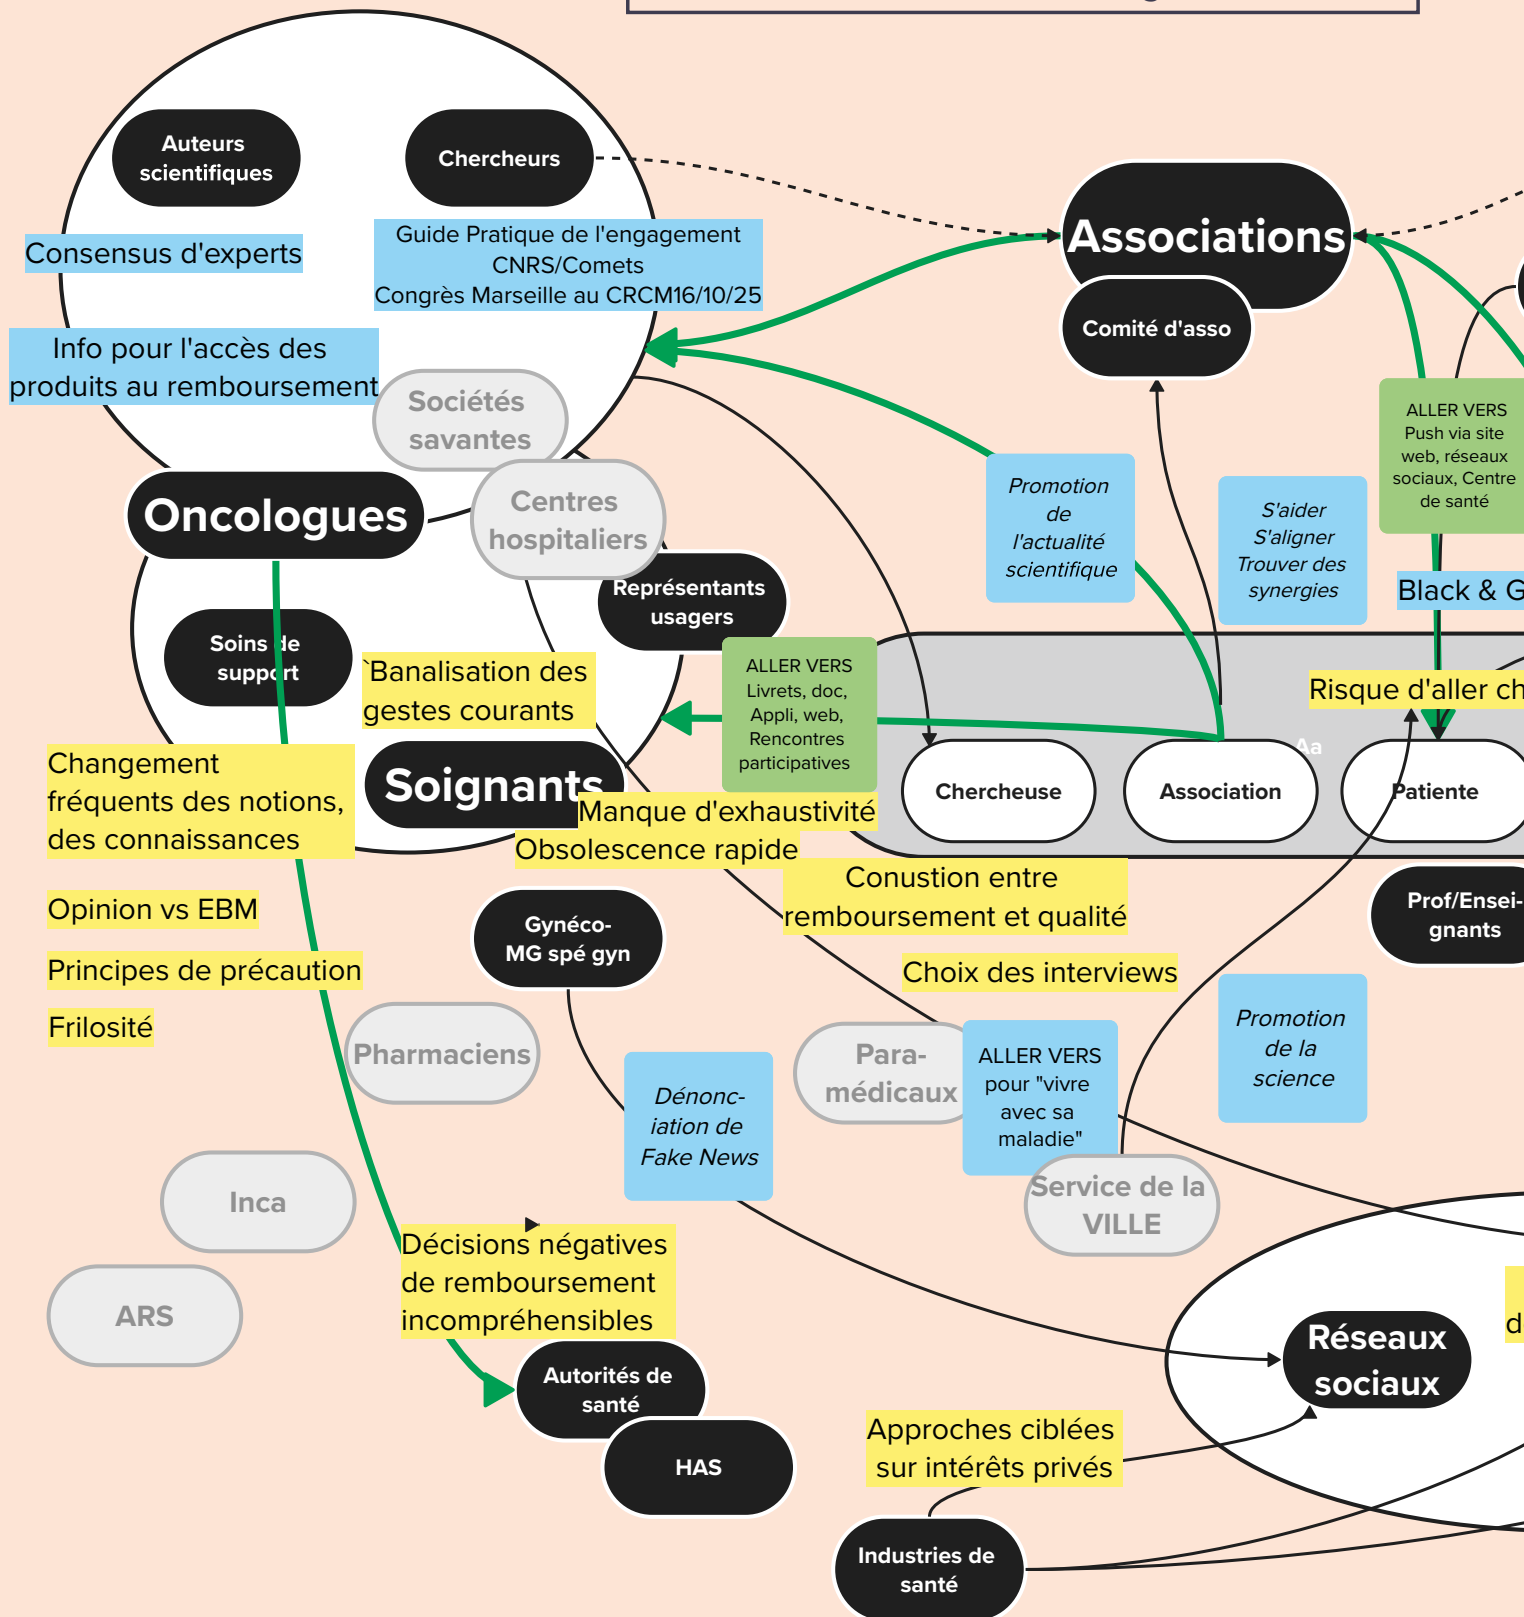 Auteurs
scientifiques
Chercheurs
Associations
Comité d'asso
Consensus d'experts
Guide Pratique de l'engagement
CNRS/Comets
Congrès Marseille au CRCM16/10/25
Info pour l'accès des
produits au remboursement
Sociétés
savantes
Oncologues
Centres
hospitaliers
Représentants
usagers
Promotion
de
l'actualité
scientifique
S'aider
S'aligner
Trouver des
synergies
ALLER VERS
Push via site
web, réseaux
sociaux, Centre
de santé
Black & G
Soins de
support
`Banalisation des
gestes courants
ALLER VERS
Livrets, doc,
Appli, web,
Rencontres
participatives
Risque d'aller ch
Aa
Changement
fréquents des notions,
des connaissances
Soignants
Chercheuse
Association
Patiente
Manque d'exhaustivité
Obsolescence rapide
Conustion entre
remboursement et qualité
Opinion vs EBM
Gynéco-
MG spé gyn
Prof/Ensei-
gnants
Principes de précaution
Choix des interviews
Frilosité
Pharmaciens
Dénonc-
iation de
Fake News
Para-
médicaux
ALLER VERS
pour "vivre
avec sa
maladie"
Promotion
de la
science
Inca
Service de la
VILLE
Décisions négatives
de remboursement
incompréhensibles
ARS
Réseaux
sociaux
d
Autorités de
santé
HAS
Approches ciblées
sur intérêts privés
Industries de
santé